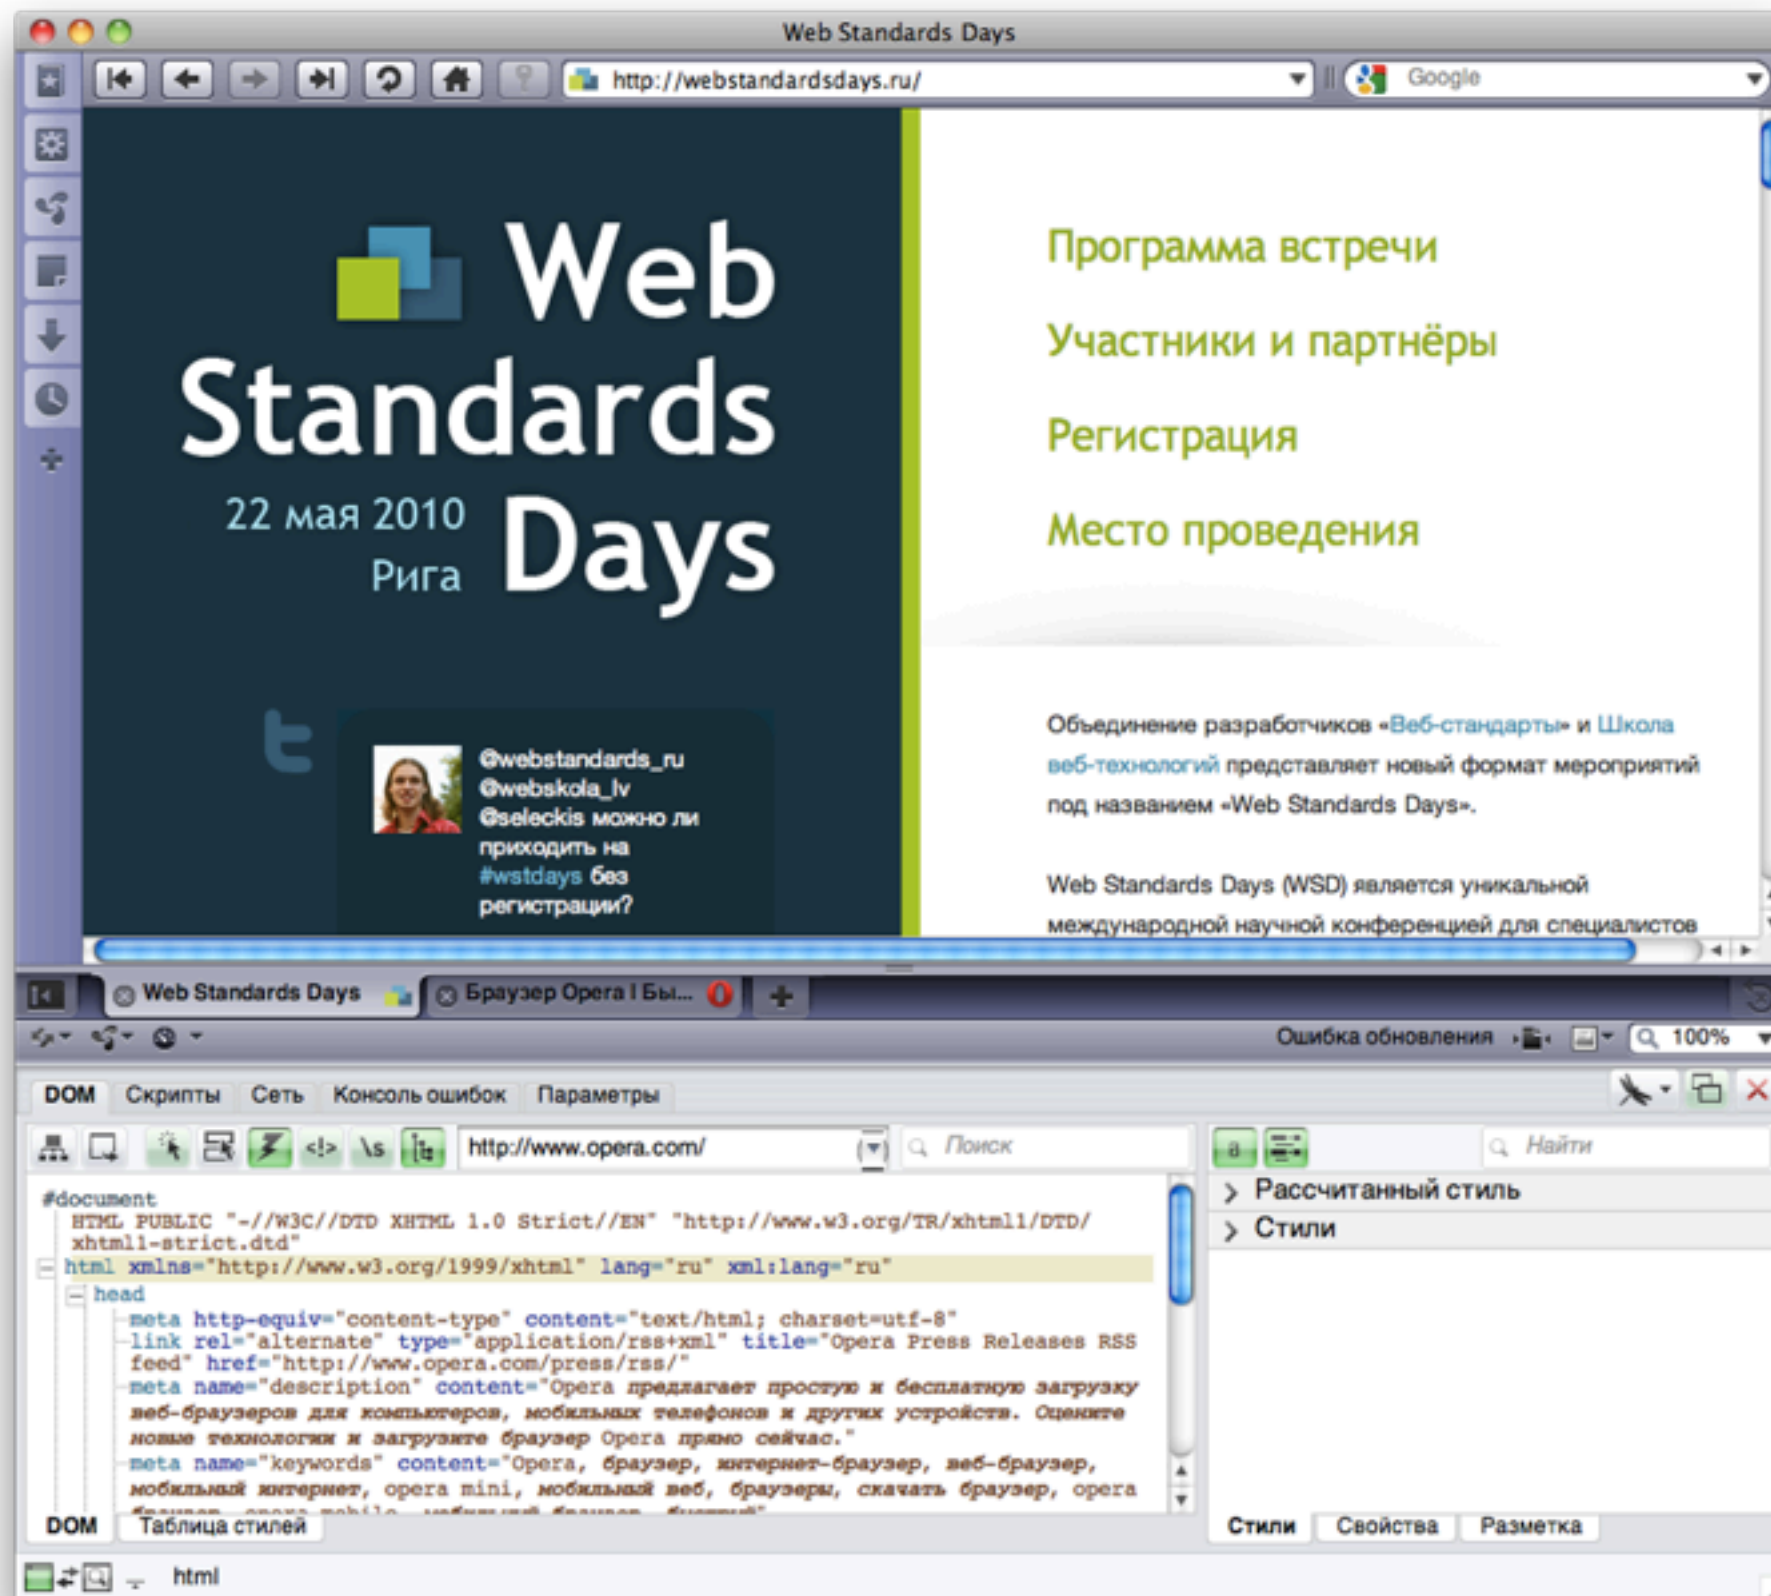 Web Standards Days
http://webstandardsdays.ru/
Google
Web
Standards
22 мая 2010
Рига
Days
@webstandards_ru
@webskola_lv
@seleckis можно ли
приходить на
#wstdays без
регистрации?
Программа встречи
Участники и партнёры
Регистрация
Место проведения
Объединение разработчиков «Веб-стандарты» и Школа
веб-технологий представляет новый формат мероприятий
под названием «Web Standards Days».
Web Standards Days (WSD) является уникальной
международной научной конференцией для специалистов
Web Standards Days
Браузер Opera | Бы...
Ошибка обновления
100%
DOM Скрипты Сеть Консоль ошибок Параметры
<!> \s http://www.opera.com/ Поиск
a Найти
#document
HTML PUBLIC "-//W3C//DTD XHTML 1.0 Strict//EN" "http://www.w3.org/TR/xhtml1/DTD/
xhtml1-strict.dtd"
html xmlns="http://www.w3.org/1999/xhtml" lang="ru" xml:lang="ru"
head
meta http-equiv="content-type" content="text/html; charset=utf-8"
link rel="alternate" type="application/rss+xml" title="Opera Press Releases RSS
feed" href="http://www.opera.com/press/rss/"
meta name="description" content="Opera предлагает простую и бесплатную загрузку
веб-браузеров для компьютеров, мобильных телефонов и других устройств. Оцените
новые технологии и загрузите браузер Opera прямо сейчас."
meta name="keywords" content="Opera, браузер, интернет-браузер, веб-браузер,
мобильный интернет, opera mini, мобильный веб, браузеры, скачать браузер, opera
Рассчитанный стиль
Стили
DOM Таблица стилей
Стили Свойства Разметка
html